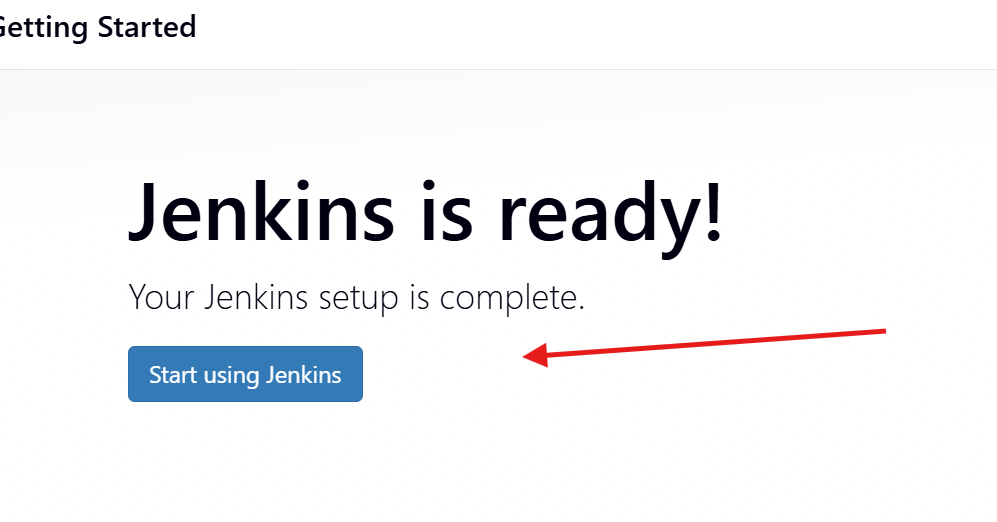 Getting Started
Jenkins is ready!
Your Jenkins setup is complete.
Start using Jenkins